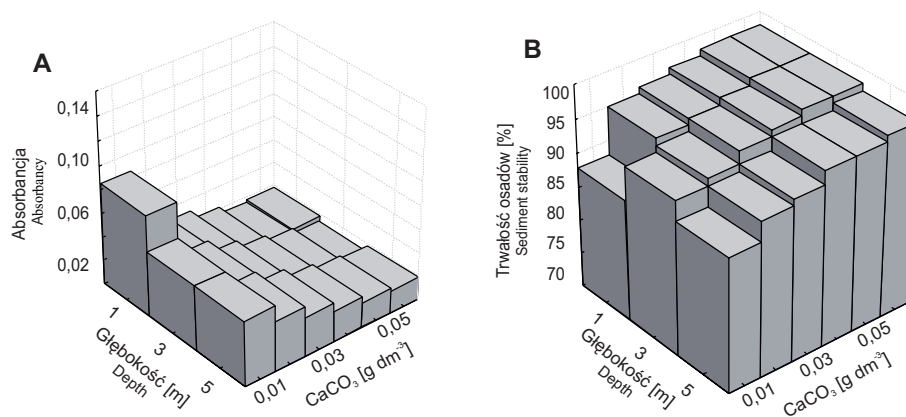 A
0,14
0,10
0,06
0,02
Absorbancja
Absorbancy
1
3
5
Głębokość [m]
Depth
0,01
0,03
0,05
CaCO₃ [g dm⁻³]
B
100
95
90
85
80
75
70
Trwałość osadów [%]
Sediment stability
1
3
5
Głębokość [m]
Depth
0,01
0,03
0,05
CaCO₃ [g dm⁻³]